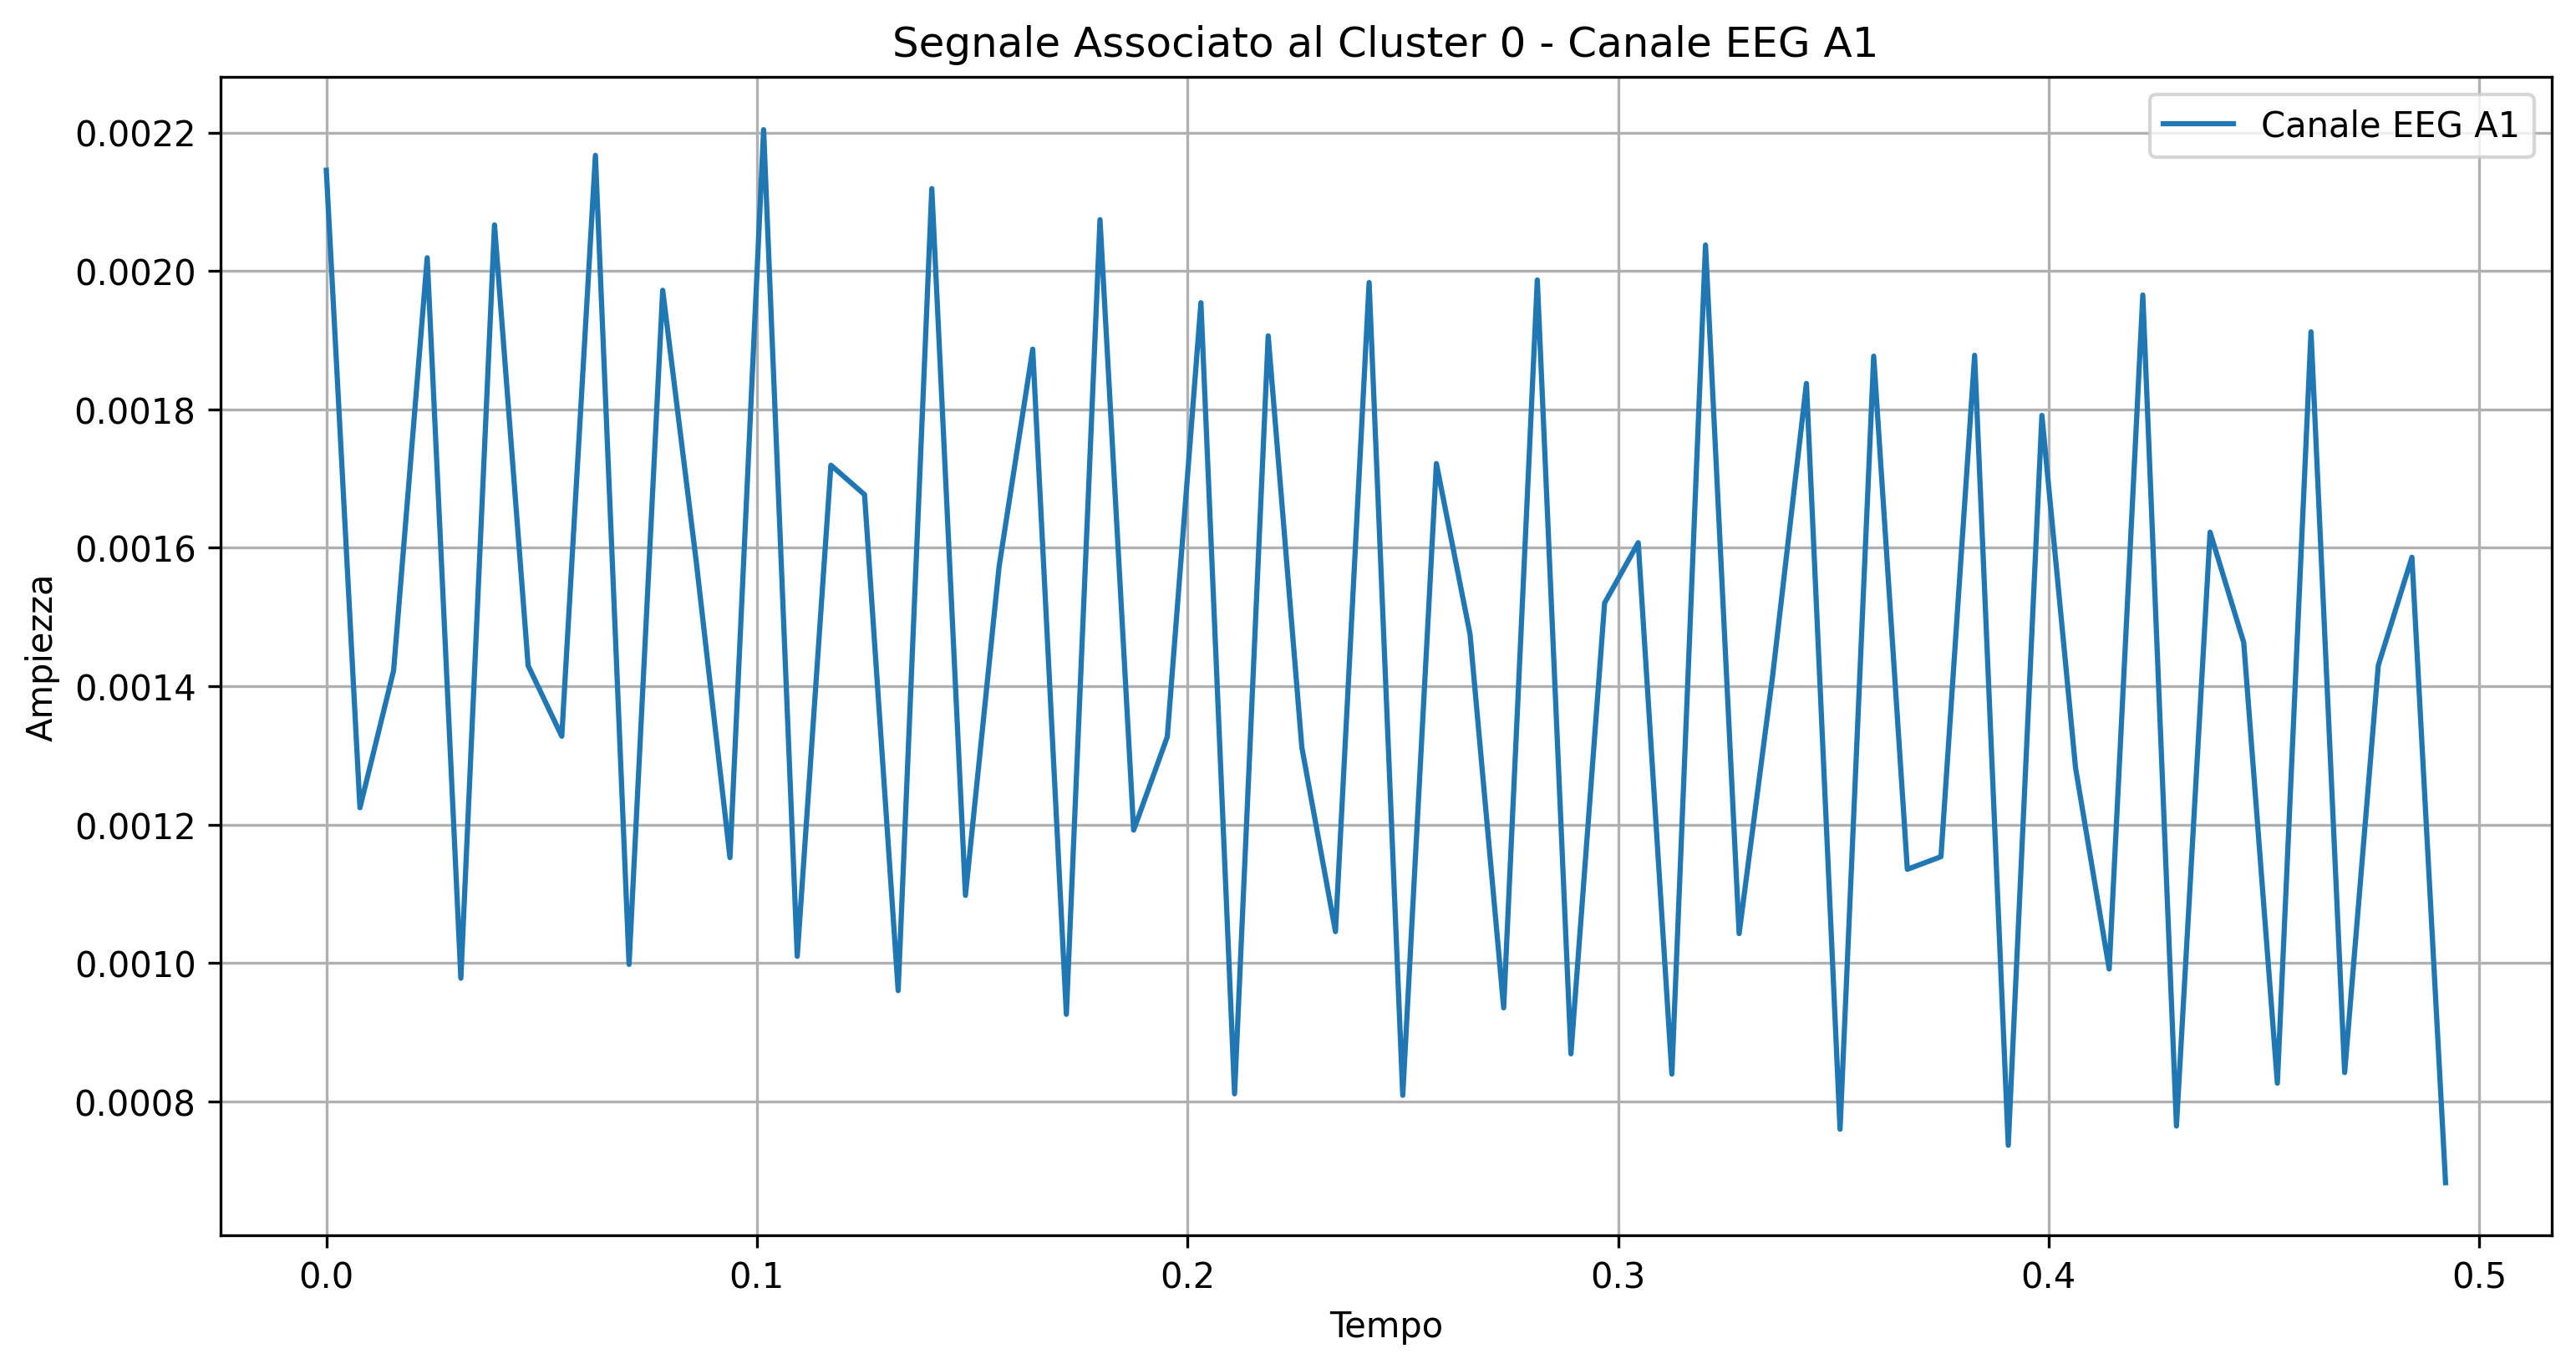 Segnale Associato al Cluster 0 - Canale EEG A1
Canale EEG A1
0.0022
0.0020
0.0018
0.0016
0.0014
0.0012
0.0010
0.0008
Ampiezza
0.0 0.1 0.2 0.3 0.4 0.5
Tempo